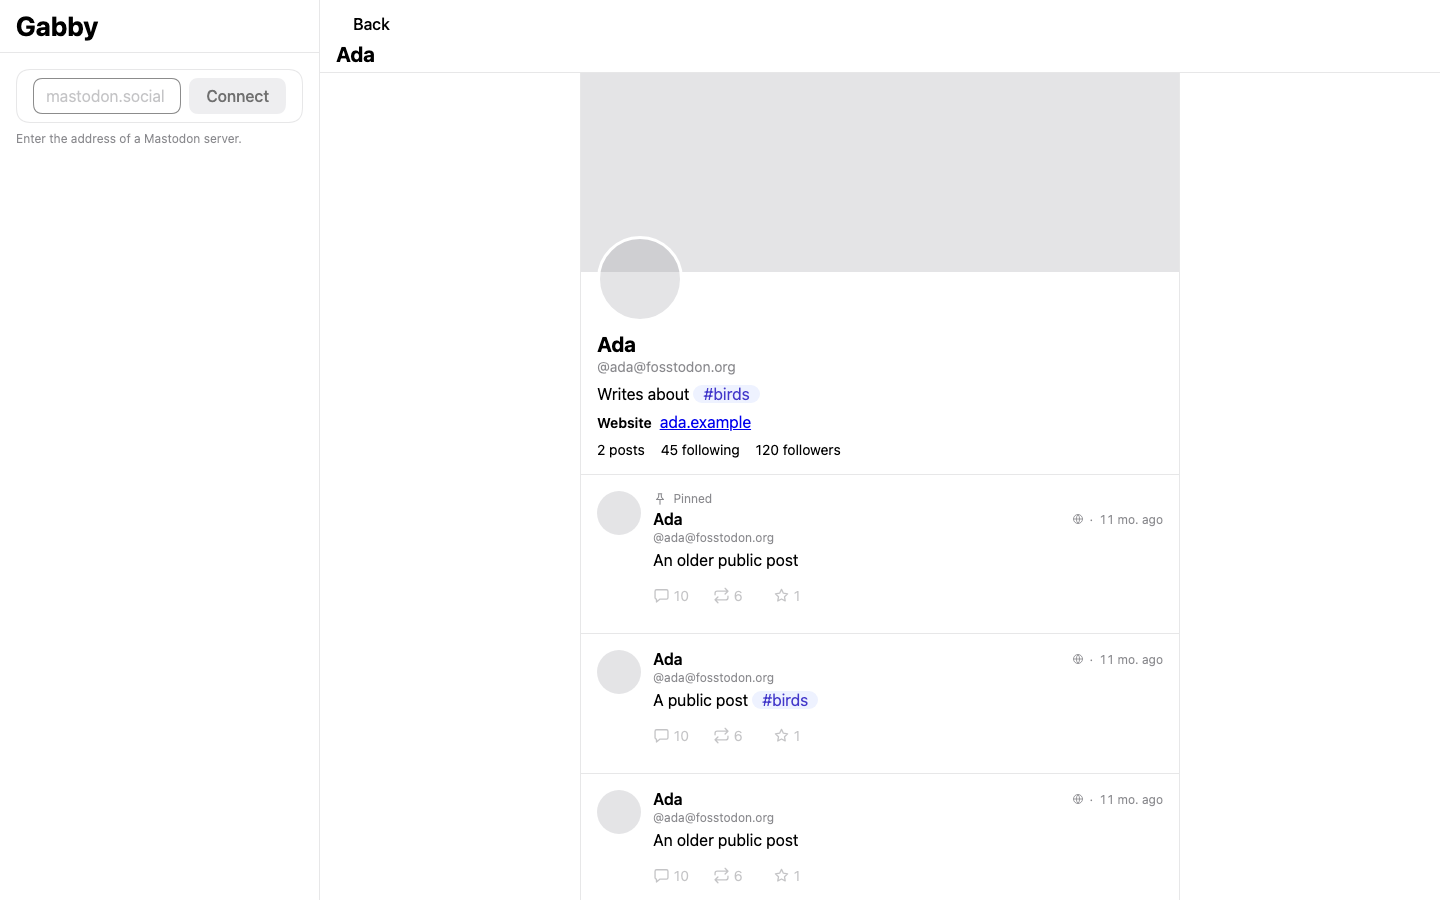 Gabby
mastodon.social
Connect
Enter the address of a Mastodon server.
Back
Ada
Ada
@ada@fosstodon.org
Writes about #birds
Website ada.example
2 posts 45 following 120 followers
Pinned
Ada · 11 mo. ago
@ada@fosstodon.org
An older public post
10 6 1
Ada · 11 mo. ago
@ada@fosstodon.org
A public post #birds
10 6 1
Ada · 11 mo. ago
@ada@fosstodon.org
An older public post
10 6 1